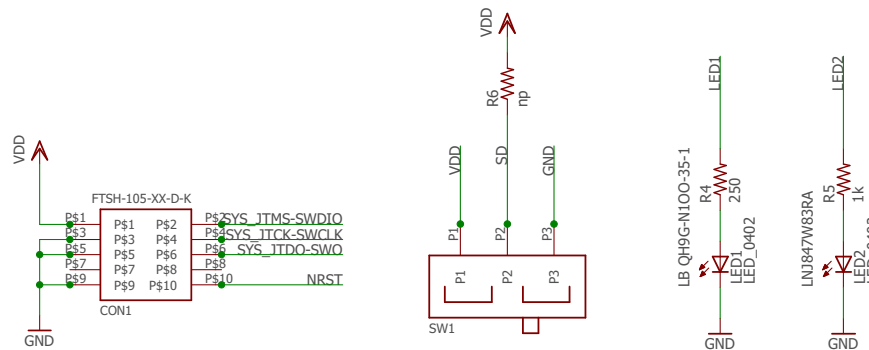 VDD
FTSH-105-XX-D-K
P$1 P$1 P$2 P$2 SYS_JTMS-SWDIO
P$3 P$3 P$4 P$4 SYS_JTCK-SWCLK
P$5 P$5 P$6 P$6 SYS_JTDO-SWO
P$7 P$7 P$8 P$8
P$9 P$9 P$10 P$10 NRST
CON1
GND
VDD
R6
np
VDD
SD
GND
P1
P2
P3
P1 P2 P3
SW1
LED1
R4
250
LB QH9G-N1OO-35-1
LED1
LED_0402
GND
LED2
R5
1k
LNJ847W83RA
LED2
GND